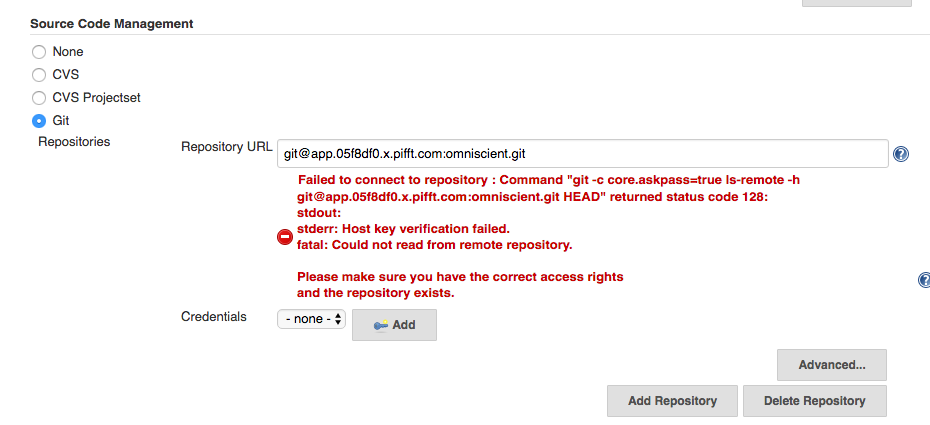 Source Code Management
None
CVS
CVS Projectset
Git
Repositories
Repository URL
git@app.05f8df0.x.pifft.com:omniscient.git
Failed to connect to repository : Command "git -c core.askpass=true ls-remote -h
git@app.05f8df0.x.pifft.com:omniscient.git HEAD" returned status code 128:
stdout:
stderr: Host key verification failed.
fatal: Could not read from remote repository.
Please make sure you have the correct access rights
and the repository exists.
Credentials
- none -
Add
Advanced...
Add Repository
Delete Repository